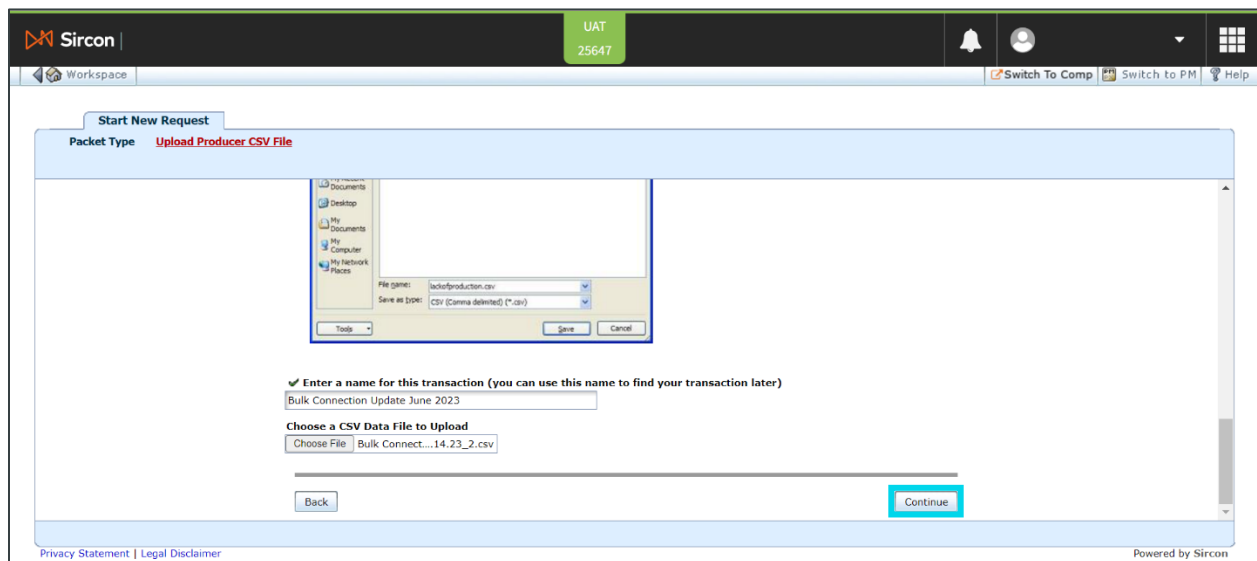 Sircon
UAT
25647
Workspace
Switch To Comp
Switch to PM
Help
Start New Request
Packet Type Upload Producer CSV File
Documents
Desktop
My
Documents
My
Computer
My Network
Places
File name: lackofproduction.csv
Save as type: CSV (Comma delimited) (*.csv)
Tools Save Cancel
Enter a name for this transaction (you can use this name to find your transaction later)
Bulk Connection Update June 2023
Choose a CSV Data File to Upload
Choose File Bulk Connect....14.23_2.csv
Back Continue
Privacy Statement | Legal Disclaimer
Powered by Sircon